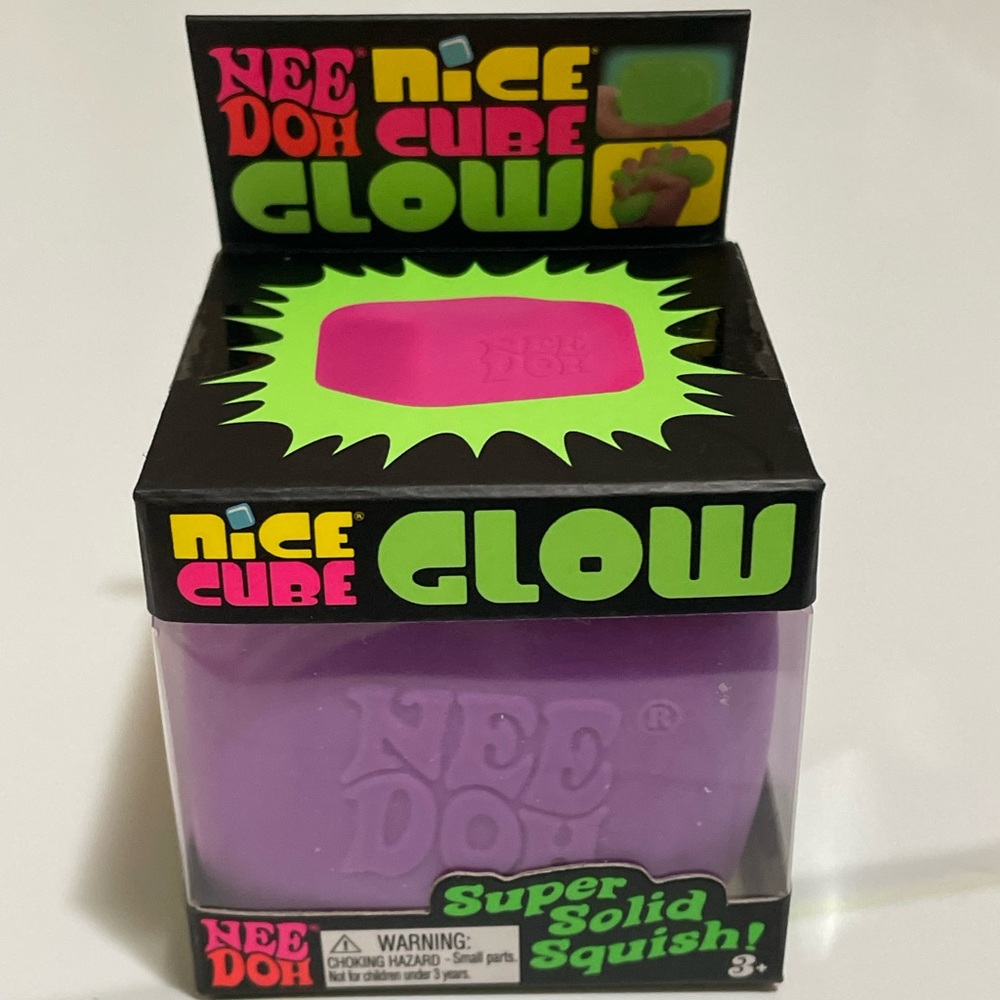 NEE® NiCE®
DOH CUBE
GLOW
NEE
DOH
NiCE® GLOW
CUBE
NEE ®
DOH
Super
Solid
Squish!
3+
NEE®
DOH
WARNING:
CHOKING HAZARD - Small parts.
Not for children under 3 years.